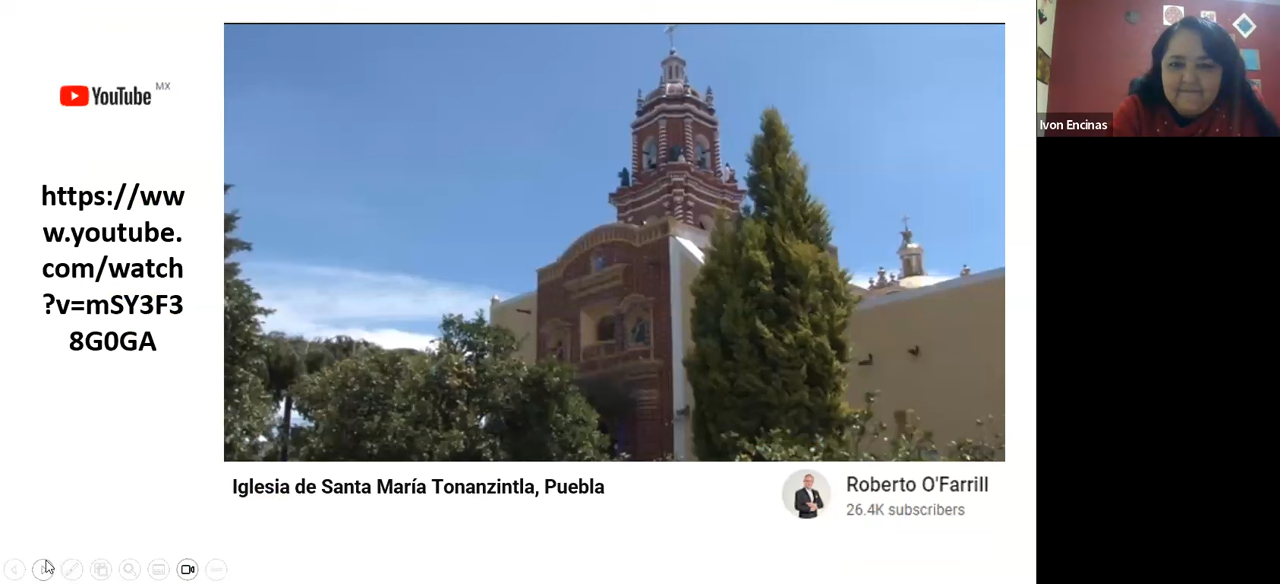 YouTube MX
https://ww
w.youtube.
com/watch
?v=mSY3F3
8G0GA
Ivon Encinas
Iglesia de Santa María Tonanzintla, Puebla
Roberto O'Farrill
26.4K subscribers